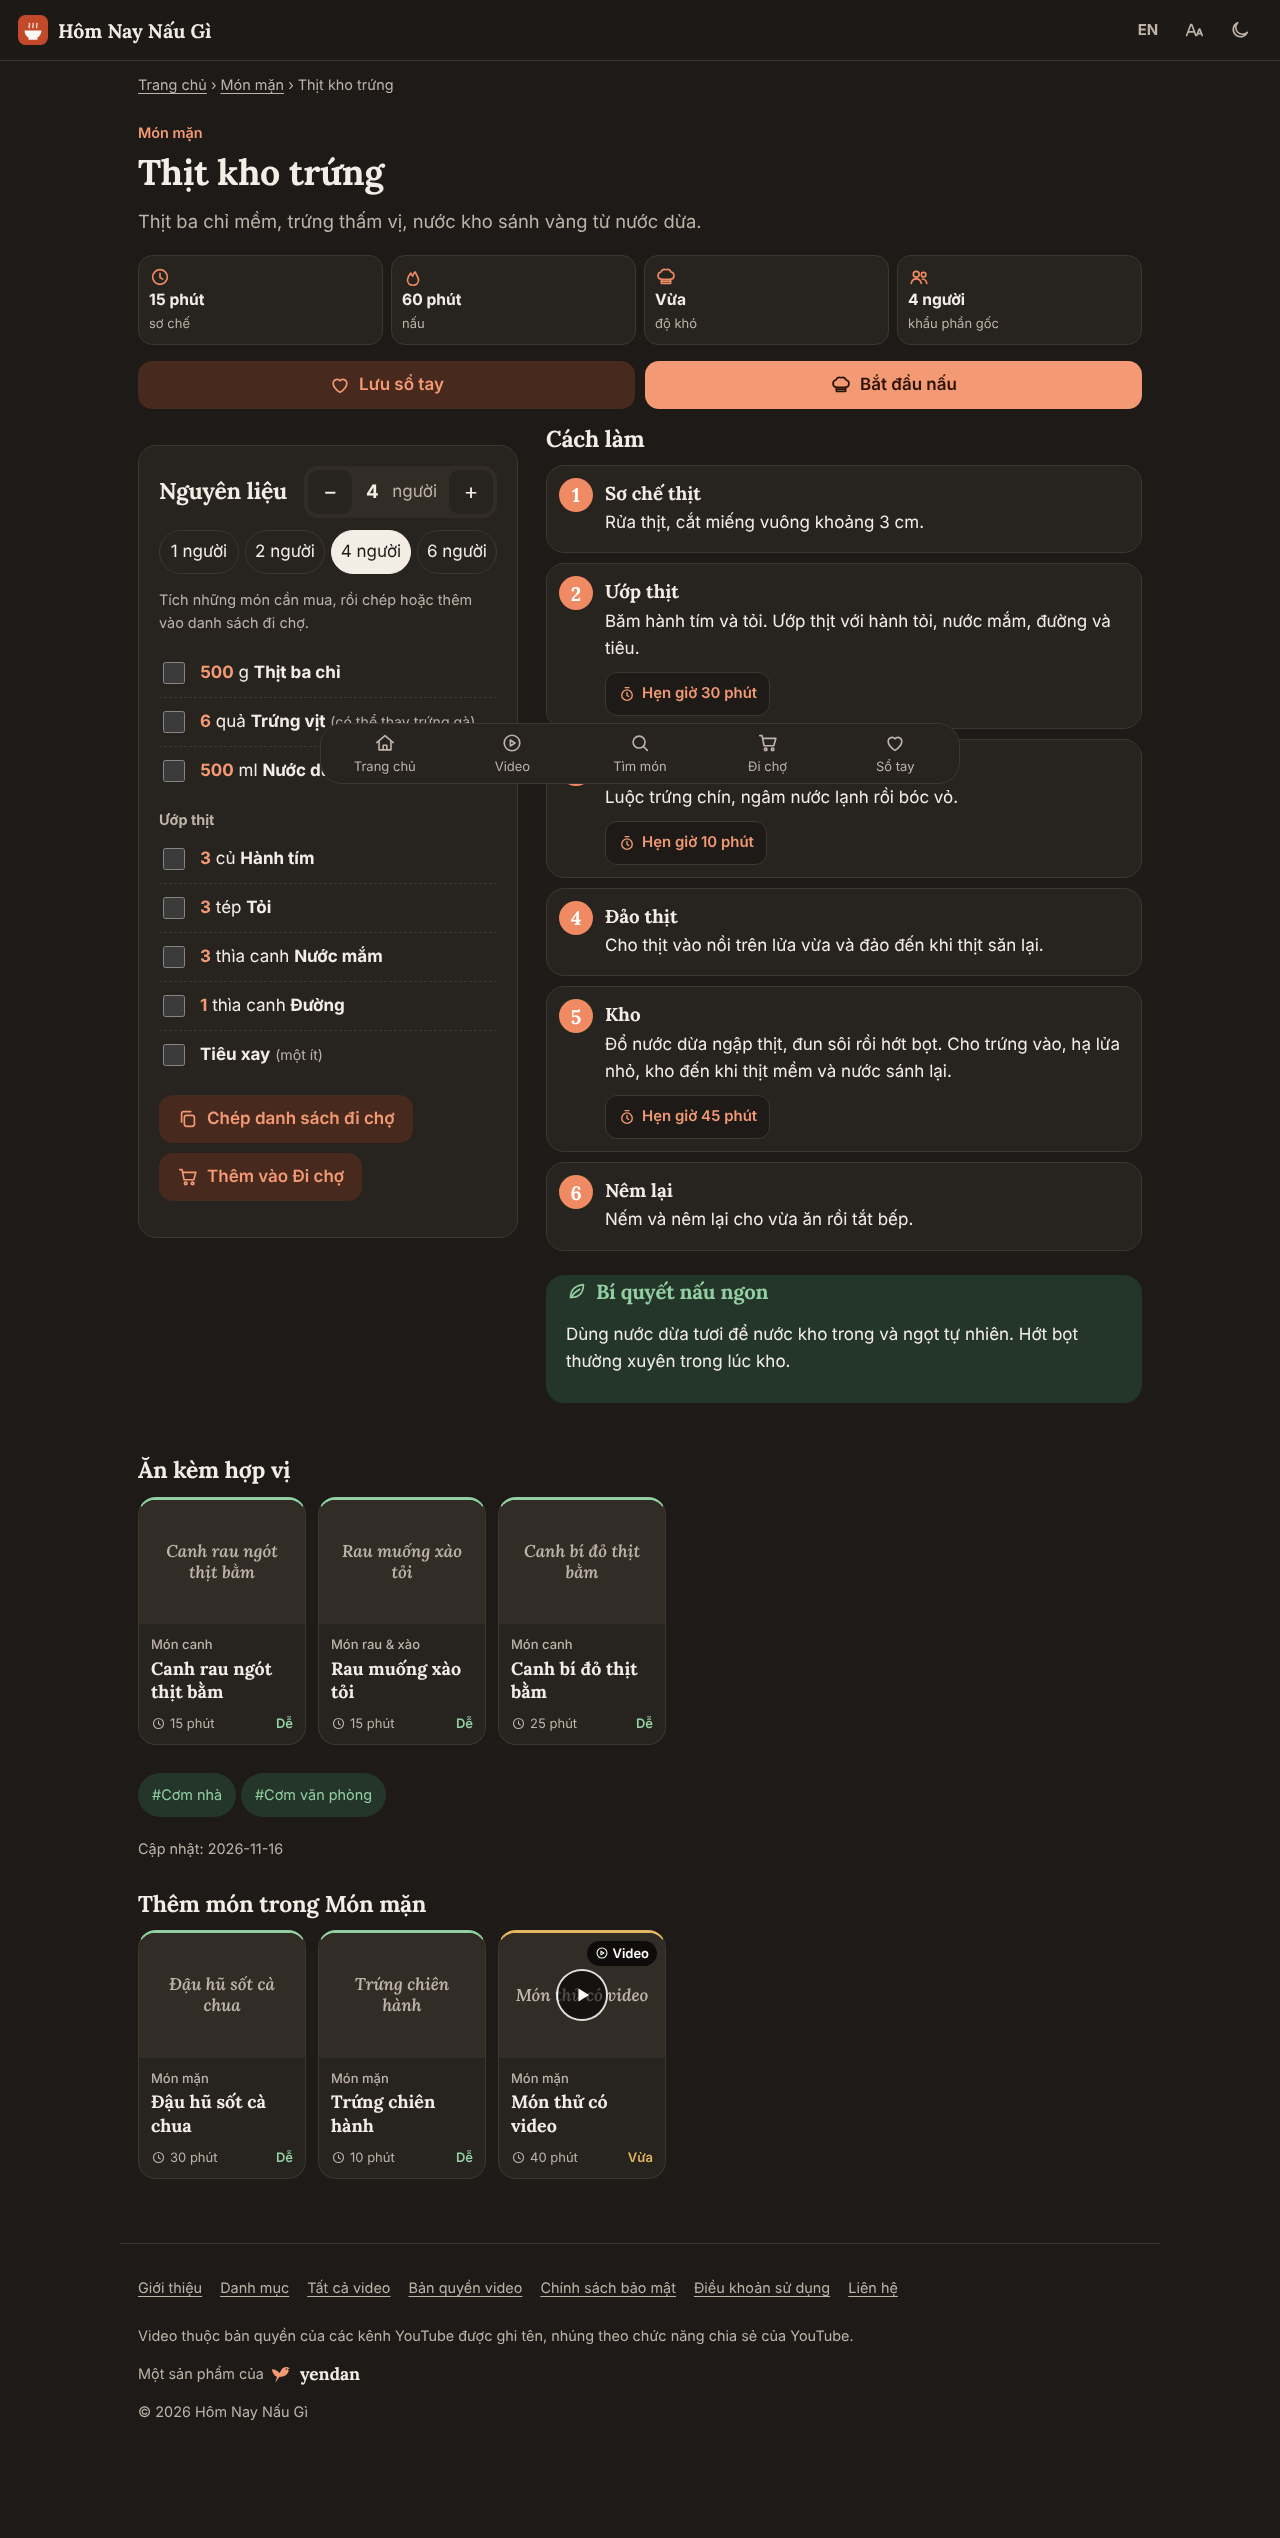 Hôm Nay Nấu Gì
EN
Trang chủ › Món mặn › Thịt kho trứng
Món mặn
Thịt kho trứng
Thịt ba chỉ mềm, trứng thấm vị, nước kho sánh vàng từ nước dừa.
15 phút
sơ chế
60 phút
nấu
Vừa
độ khó
4 người
khẩu phần gốc
Lưu sổ tay
Bắt đầu nấu
Nguyên liệu
− 4 người +
1 người 2 người 4 người 6 người
Tích những món cần mua, rồi chép hoặc thêm
vào danh sách đi chợ.
500 g Thịt ba chỉ
6 quả Trứng vịt (có thể thay trứng gà)
500 ml Nước
Ướp thịt
3 củ Hành tím
3 tép Tỏi
3 thìa canh Nước mắm
1 thìa canh Đường
Tiêu xay (một ít)
Chép danh sách đi chợ
Thêm vào Đi chợ
Cách làm
1 Sơ chế thịt
Rửa thịt, cắt miếng vuông khoảng 3 cm.
2 Ướp thịt
Băm hành tím và tỏi. Ướp thịt với hành tỏi, nước mắm, đường và
tiêu.
Hẹn giờ 30 phút
Trang chủ Video Tìm món Đi chợ Sổ tay
Luộc trứng chín, ngâm nước lạnh rồi bóc vỏ.
Hẹn giờ 10 phút
4 Đảo thịt
Cho thịt vào nồi trên lửa vừa và đảo đến khi thịt săn lại.
5 Kho
Đổ nước dừa ngập thịt, đun sôi rồi hớt bọt. Cho trứng vào, hạ lửa
nhỏ, kho đến khi thịt mềm và nước sánh lại.
Hẹn giờ 45 phút
6 Nêm lại
Nếm và nêm lại cho vừa ăn rồi tắt bếp.
Bí quyết nấu ngon
Dùng nước dừa tươi để nước kho trong và ngọt tự nhiên. Hớt bọt
thường xuyên trong lúc kho.
Ăn kèm hợp vị
Canh rau ngót
thịt bằm
Món canh
Canh rau ngót
thịt bằm
15 phút Dễ
Rau muống xào
tỏi
Món rau & xào
Rau muống xào
tỏi
15 phút Dễ
Canh bí đỏ thịt
bằm
Món canh
Canh bí đỏ thịt
bằm
25 phút Dễ
#Cơm nhà #Cơm văn phòng
Cập nhật: 2026-11-16
Thêm món trong Món mặn
Đậu hũ sốt cà
chua
Món mặn
Đậu hũ sốt cà
chua
30 phút Dễ
Trứng chiên
hành
Món mặn
Trứng chiên
hành
10 phút Dễ
Video
Món thử có video
Món mặn
Món thử có
video
40 phút Vừa
Giới thiệu Danh mục Tất cả video Bản quyền video Chính sách bảo mật Điều khoản sử dụng Liên hệ
Video thuộc bản quyền của các kênh YouTube được ghi tên, nhúng theo chức năng chia sẻ của YouTube.
Một sản phẩm của yendan
© 2026 Hôm Nay Nấu Gì